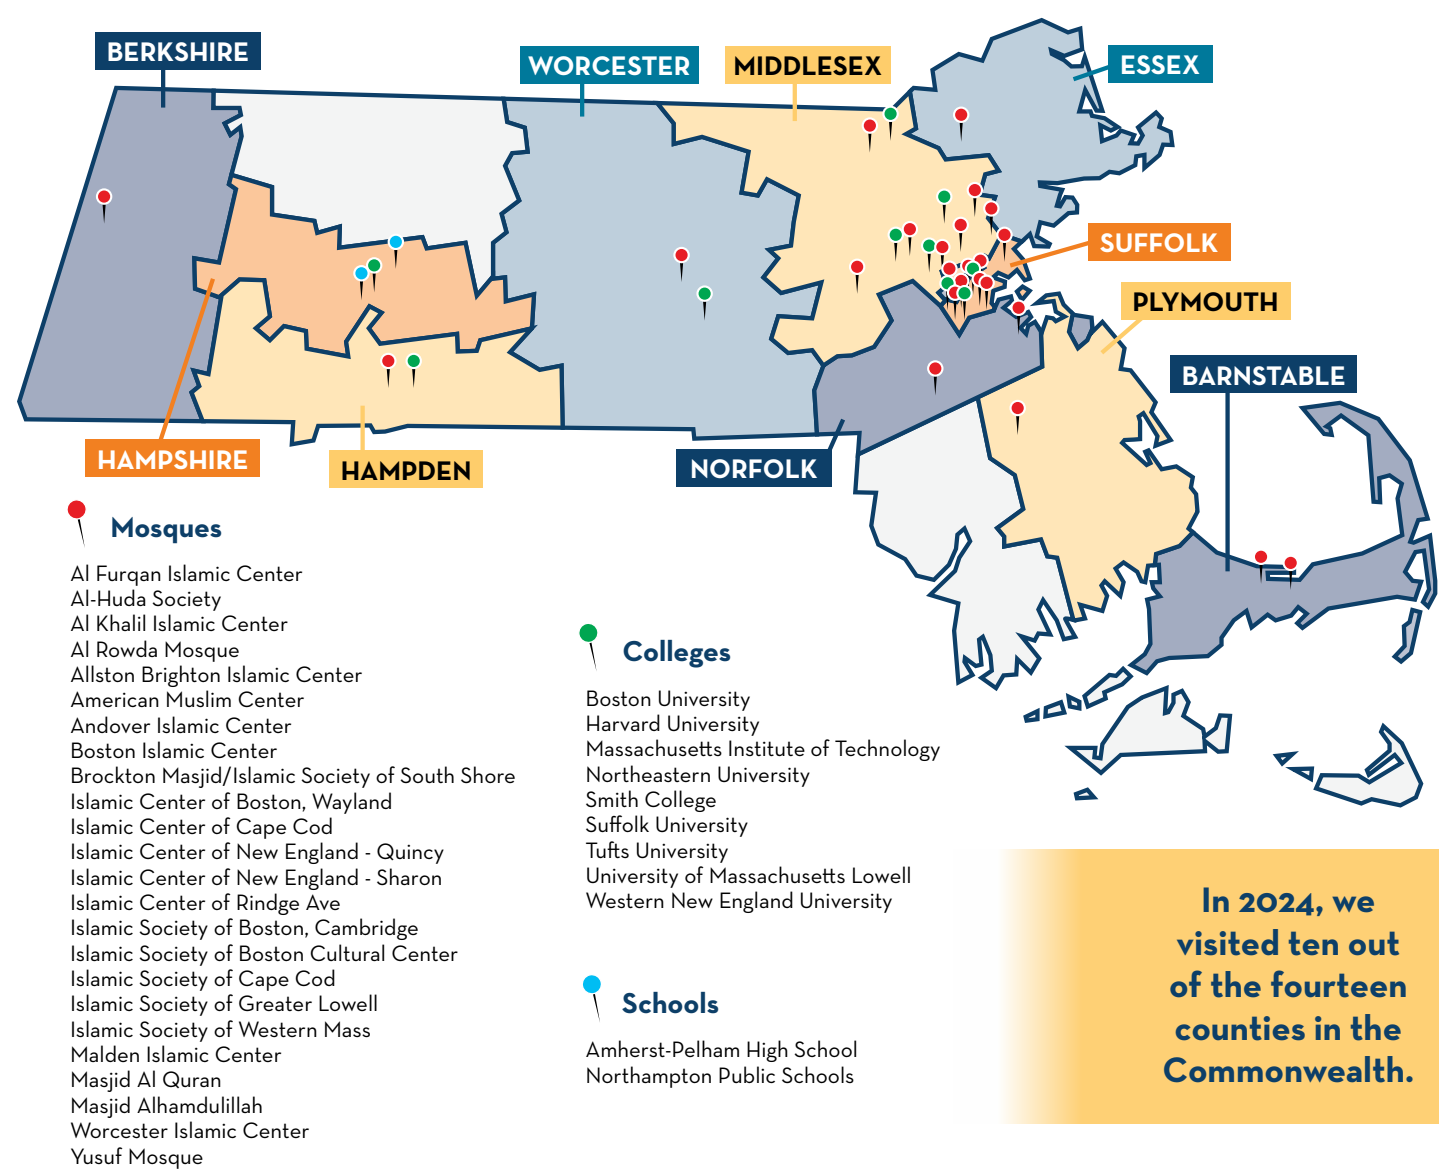 BERKSHIRE
WORCESTER
MIDDLESEX
ESSEX
SUFFOLK
PLYMOUTH
BARNSTABLE
HAMPSHIRE
HAMPDEN
NORFOLK
Mosques
Al Furqan Islamic Center
Al-Huda Society
Al Khalil Islamic Center
Al Rowda Mosque
Allston Brighton Islamic Center
American Muslim Center
Andover Islamic Center
Boston Islamic Center
Brockton Masjid/Islamic Society of South Shore
Islamic Center of Boston, Wayland
Islamic Center of Cape Cod
Islamic Center of New England - Quincy
Islamic Center of New England - Sharon
Islamic Center of Rindge Ave
Islamic Society of Boston, Cambridge
Islamic Society of Boston Cultural Center
Islamic Society of Cape Cod
Islamic Society of Greater Lowell
Islamic Society of Western Mass
Malden Islamic Center
Masjid Al Quran
Masjid Alhamdulillah
Worcester Islamic Center
Yusuf Mosque
Colleges
Boston University
Harvard University
Massachusetts Institute of Technology
Northeastern University
Smith College
Suffolk University
Tufts University
University of Massachusetts Lowell
Western New England University
Schools
Amherst-Pelham High School
Northampton Public Schools
In 2024, we
visited ten out
of the fourteen
counties in the
Commonwealth.